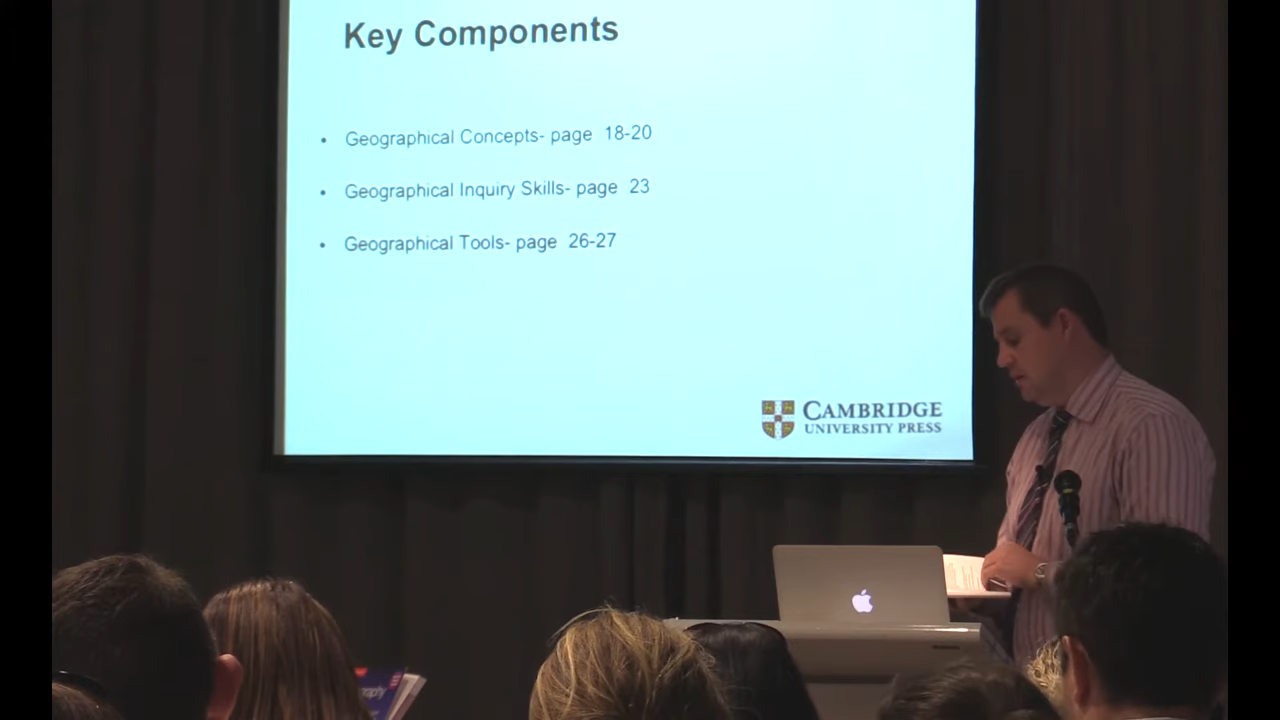 Key Components
• Geographical Concepts- page 18-20
• Geographical Inquiry Skills- page 23
• Geographical Tools- page 26-27
CAMBRIDGE
UNIVERSITY PRESS